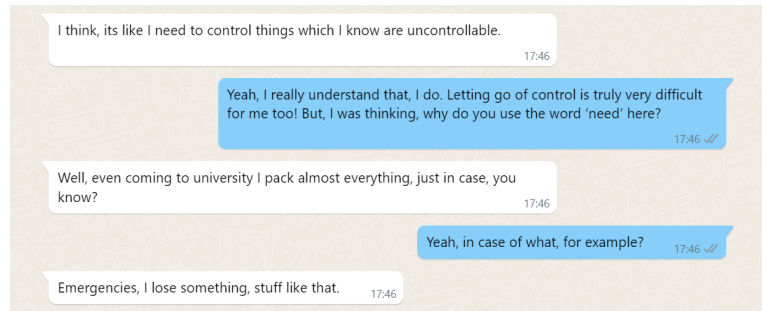 I think, its like I need to control things which I know are uncontrollable.
17:46
Yeah, I really understand that, I do. Letting go of control is truly very difficult
for me too! But, I was thinking, why do you use the word ‘need’ here?
17:46
Well, even coming to university I pack almost everything, just in case, you
know?
17:46
Yeah, in case of what, for example?
17:46
Emergencies, I lose something, stuff like that.
17:46